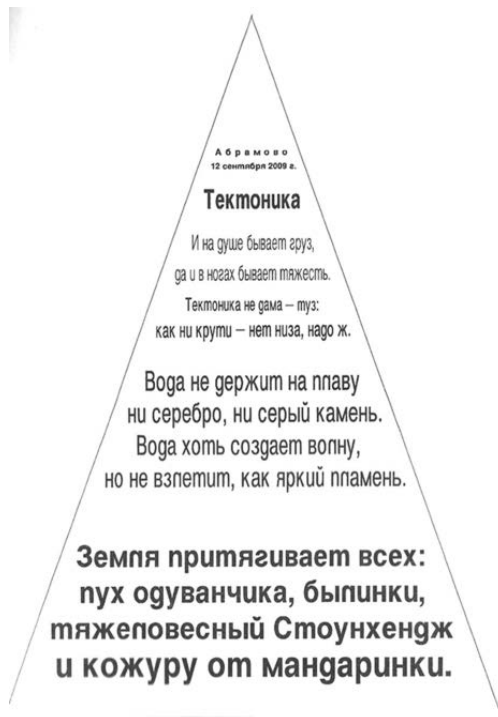 Абрамово
12 сентября 2009 г.
Тектоника
И на душе бывает груз,
да и в ногах бывает тяжесть.
Тектоника не дама – туз:
как ни крути – нет низа, надо ж.
Вода не держит на плаву
ни серебро, ни серый камень.
Вода хоть создает волну,
но не взлетит, как яркий пламень.
Земля притягивает всех:
пух одуванчика, былинки,
тяжеловесный Стоунхендж
и кожуру от мандаринки.